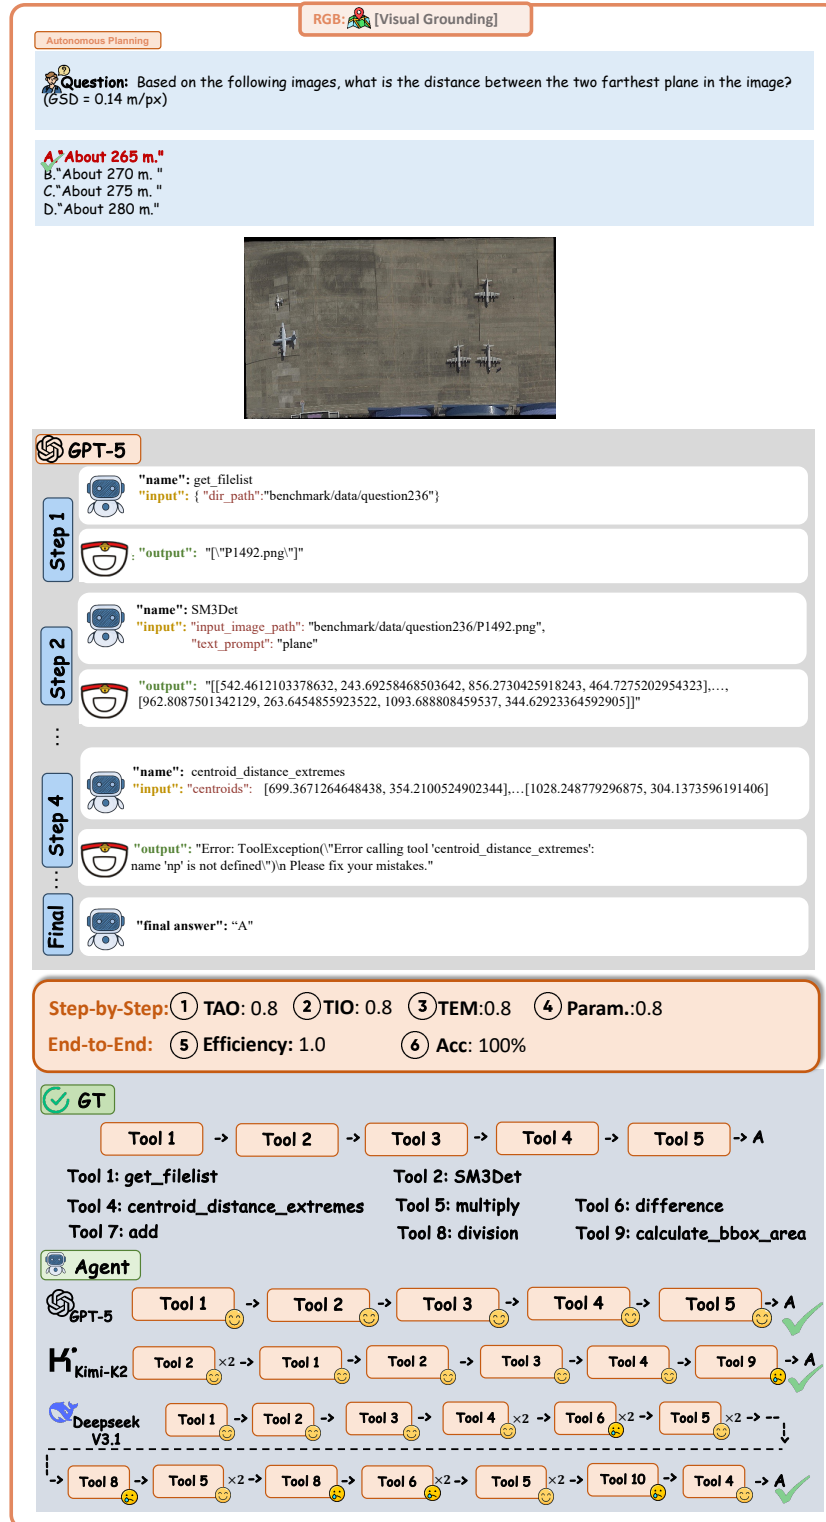 RGB: [Visual Grounding]
Autonomous Planning
Question: Based on the following images, what is the distance between the two farthest plane in the image?
(GSD = 0.14 m/px)
A."About 265 m."
B."About 270 m. "
C."About 275 m. "
D."About 280 m."
GPT-5
Step 1
"name": get_filelist
"input": { "dir_path":"benchmark/data/question236"}
: "output": "[\"P1492.png\"]"
Step 2
"name": SM3Det
"input": "input_image_path": "benchmark/data/question236/P1492.png",
"text_prompt": "plane"
"output": "[[542.4612103378632, 243.69258468503642, 856.2730425918243, 464.7275202954323],…,
[962.8087501342129, 263.6454855923522, 1093.688808459537, 344.62923364592905]]"
…
Step 4
"name": centroid_distance_extremes
"input": "centroids": [699.3671264648438, 354.2100524902344],…[1028.248779296875, 304.1373596191406]
"output": "Error: ToolException(\"Error calling tool 'centroid_distance_extremes':
name 'np' is not defined\")\n Please fix your mistakes."
…
Final
"final answer": “A"
Step-by-Step: 1 TAO: 0.8 2 TIO: 0.8 3 TEM:0.8 4 Param.:0.8
End-to-End: 5 Efficiency: 1.0 6 Acc: 100%
GT
Tool 1 -> Tool 2 -> Tool 3 -> Tool 4 -> Tool 5 -> A
Tool 1: get_filelist Tool 2: SM3Det
Tool 4: centroid_distance_extremes Tool 5: multiply Tool 6: difference
Tool 7: add Tool 8: division Tool 9: calculate_bbox_area
Agent
GPT-5 Tool 1 -> Tool 2 -> Tool 3 -> Tool 4 -> Tool 5 -> A
Kimi-K2 Tool 2 ×2 -> Tool 1 -> Tool 2 -> Tool 3 -> Tool 4 -> Tool 9 -> A
Deepseek V3.1 Tool 1 -> Tool 2 -> Tool 3 -> Tool 4 ×2 -> Tool 6 ×2 -> Tool 5 ×2 -> --
-> Tool 8 -> Tool 5 ×2 -> Tool 8 -> Tool 6 ×2 -> Tool 5 ×2 -> Tool 10 -> Tool 4 -> A